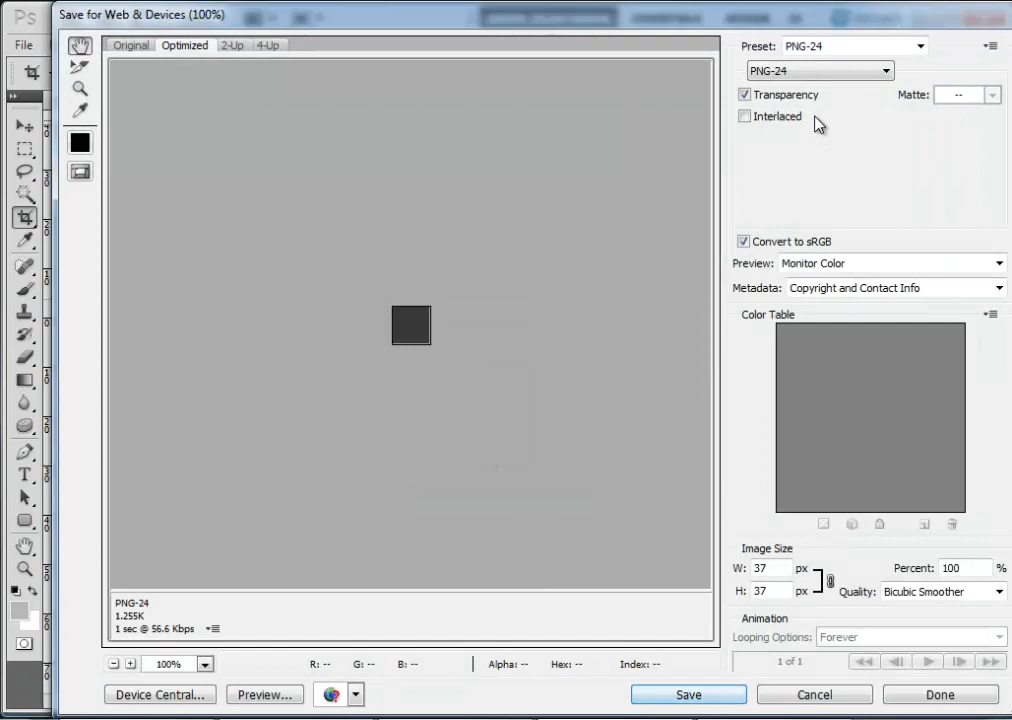 Save for Web & Devices (100%)
Ps
File
Original Optimized 2-Up 4-Up
Preset: PNG-24
PNG-24
Transparency Matte: --
Interlaced
Convert to sRGB
Preview: Monitor Color
Metadata: Copyright and Contact Info
Color Table
Image Size
W: 37 px Percent: 100 %
H: 37 px Quality: Bicubic Smoother
Animation
Looping Options: Forever
1 of 1
PNG-24
1.255K
1 sec @ 56.6 Kbps
100% R: -- G: -- B: -- Alpha: -- Hex: -- Index: --
Device Central... Preview... Save Cancel Done